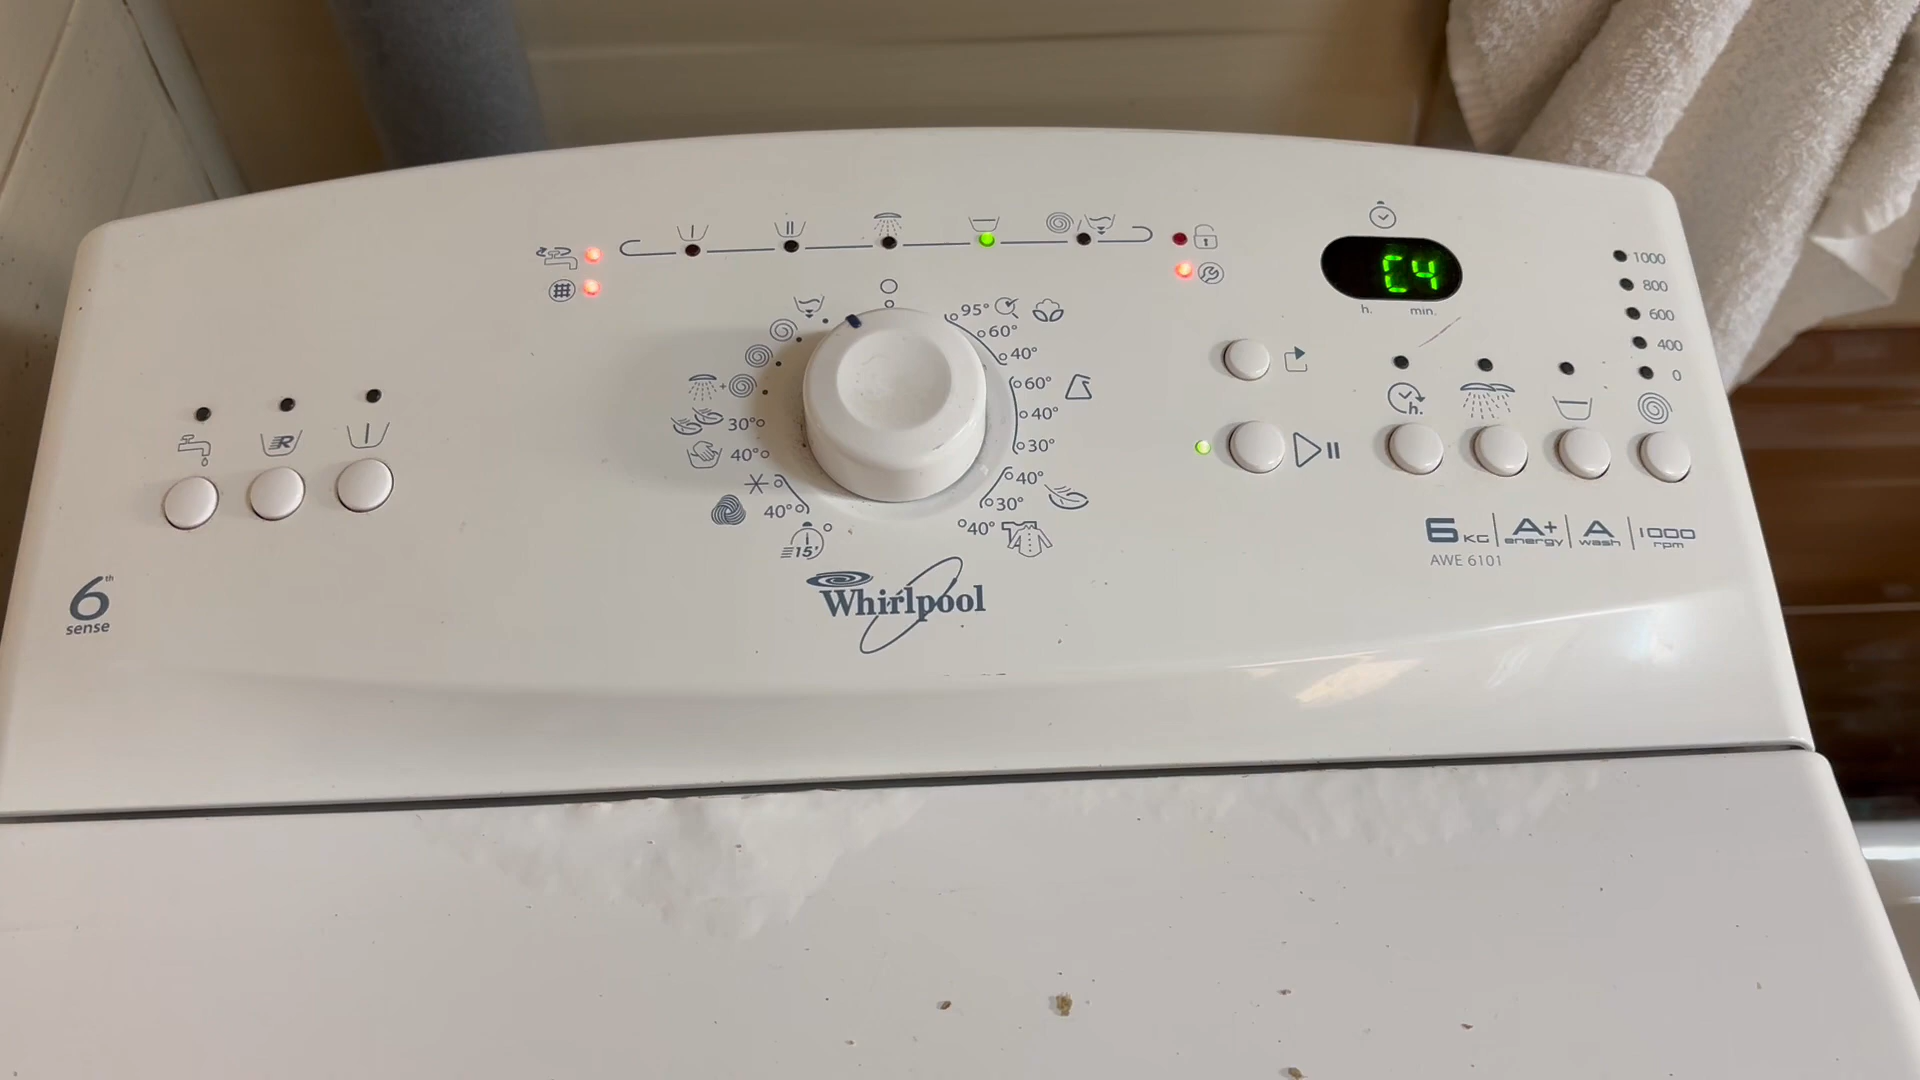 C4
h. min.
1000
800
600
400
0
95°
60°
40°
60°
40°
30°
40°
30°
40°
30°
40°
40°
15'
h.
R
6th
sense
Whirlpool
6 KG A+ energy A wash 1000 rpm
AWE 6101